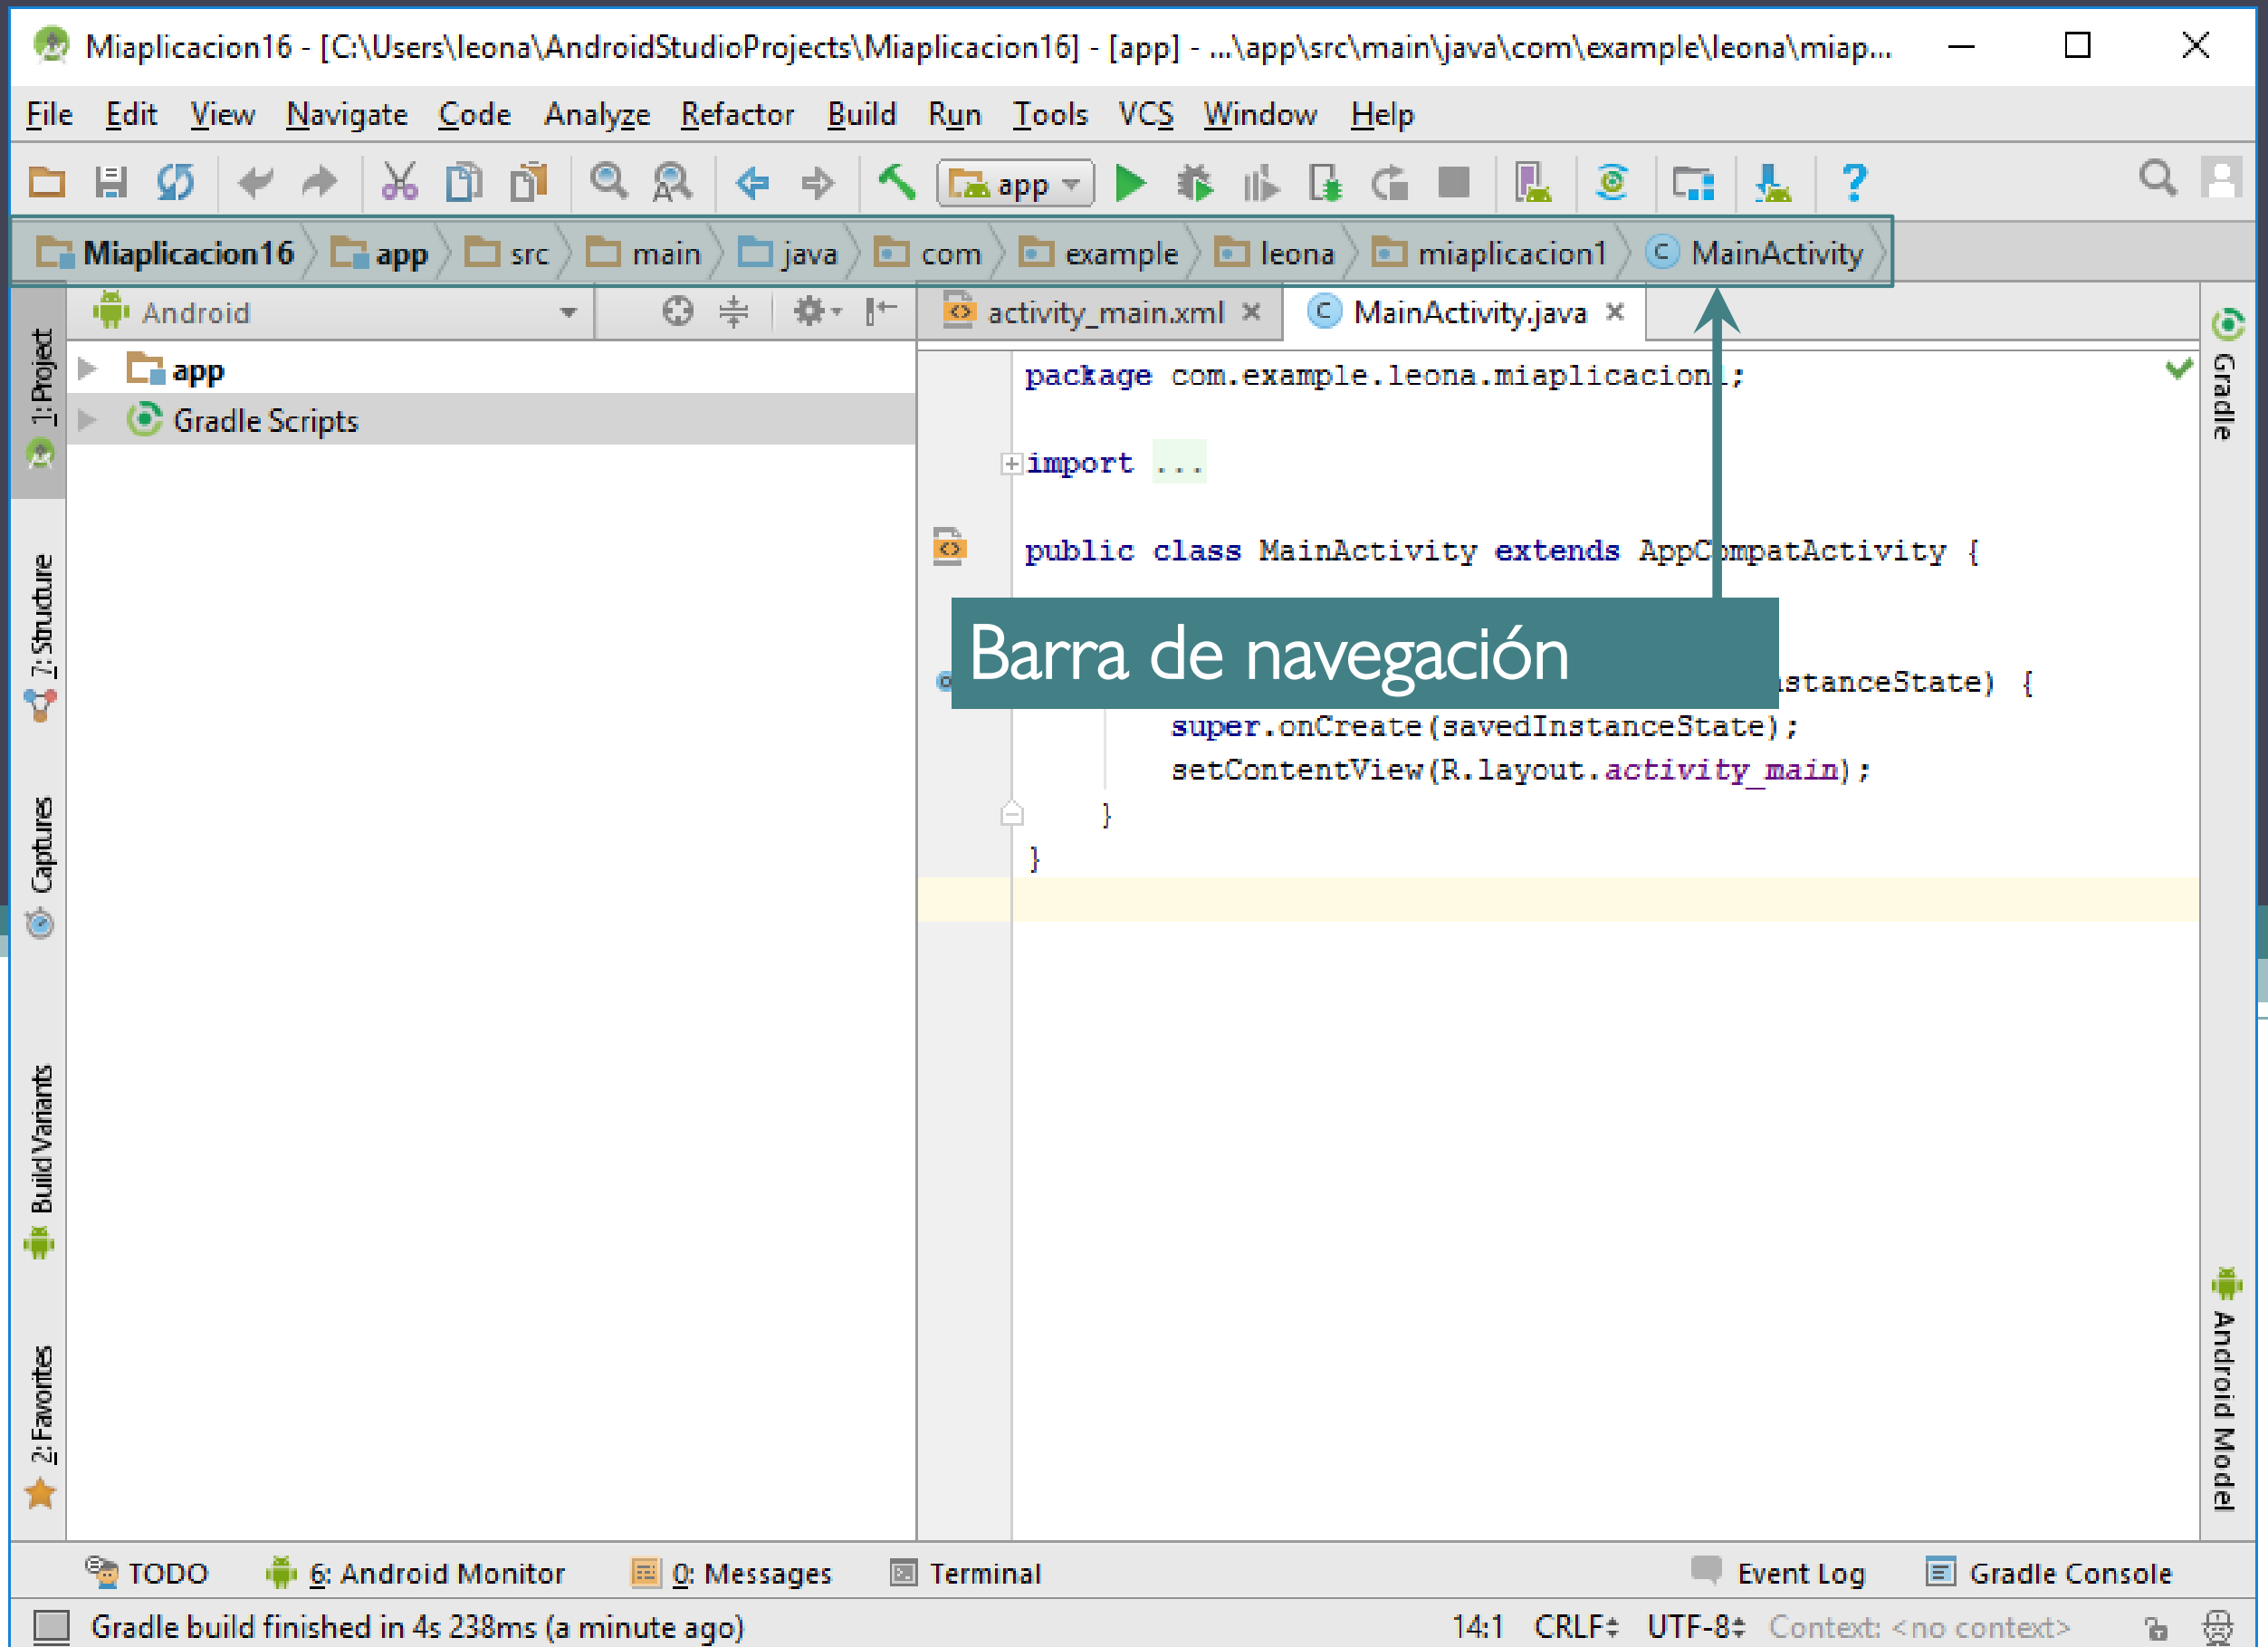 Miaplicacion16 - [C:\Users\leona\AndroidStudioProjects\Miaplicacion16] - [app] - ...\app\src\main\java\com\example\leona\miap...
File Edit View Navigate Code Analyze Refactor Build Run Tools VCS Window Help
app
Miaplicacion16 app src main java com example leona miaplicacion1 MainActivity
Android
activity_main.xml
MainActivity.java
1: Project
7: Structure
Captures
Build Variants
2: Favorites
app
Gradle Scripts
package com.example.leona.miaplicacion1;
import ...
public class MainActivity extends AppCompatActivity {
Barra de navegación
stanceState) {
super.onCreate(savedInstanceState);
setContentView(R.layout.activity_main);
}
}
Gradle
Android Model
TODO 6: Android Monitor 0: Messages Terminal Event Log Gradle Console
Gradle build finished in 4s 238ms (a minute ago) 14:1 CRLF UTF-8 Context: <no context>